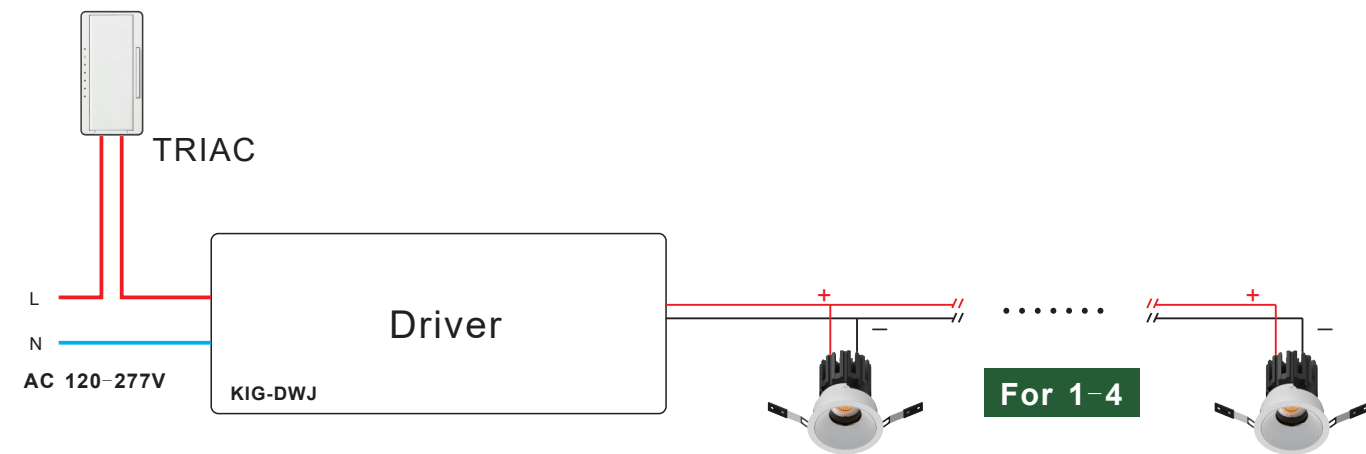 TRIAC
L
N
AC 120-277V
Driver
KIG-DWJ
+
−
For 1-4
+
−